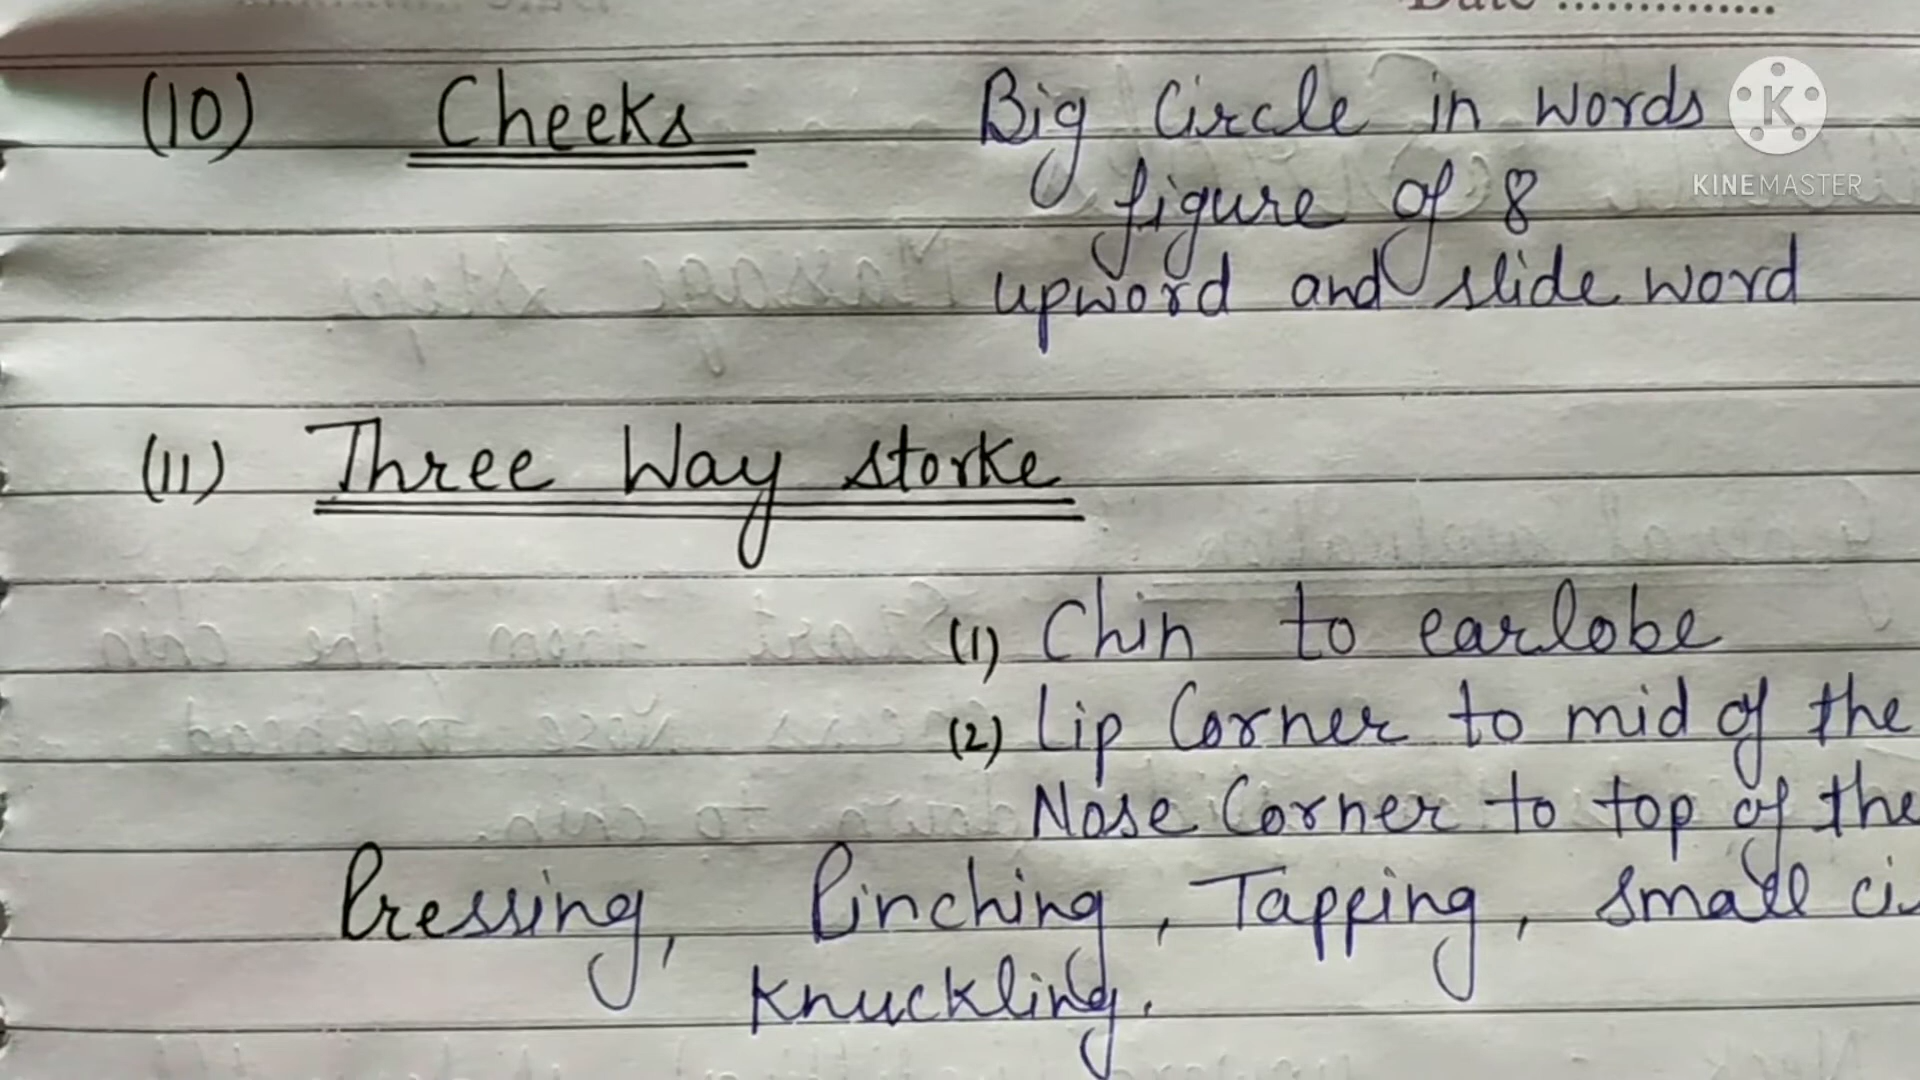 Date ..............
(10) Cheeks Big Circle in words
figure of 8
upword and slide word
(11) Three Way storke
(1) Chin to earlobe
(2) Lip Corner to mid of the
Nose Corner to top of the
Pressing, Pinching, Tapping, small
knuckling.
KINEMASTER